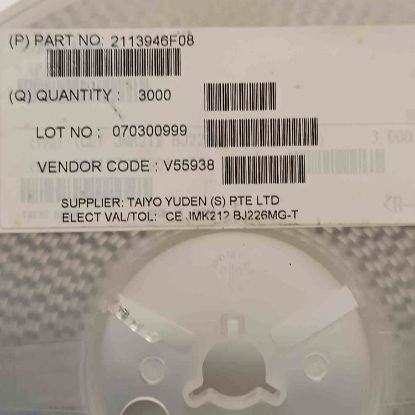 (P) PART NO: 2113946F08
(Q) QUANTITY : 3000
LOT NO : 070300999
VENDOR CODE : V55938
SUPPLIER: TAIYO YUDEN (S) PTE LTD
ELECT VAL/TOL: CE JMK212 BJ226MG-T